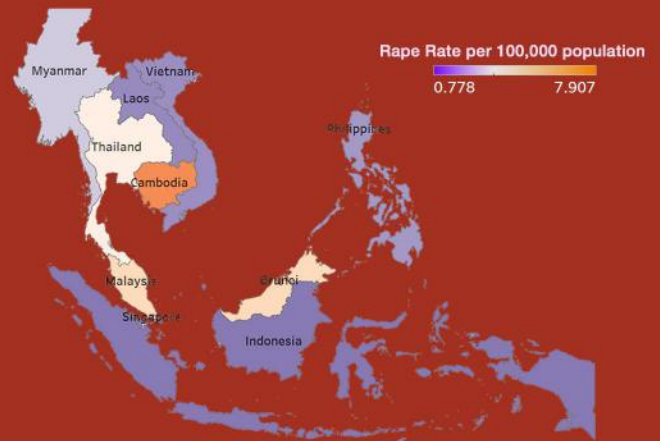 Rape Rate per 100,000 population
0.778 7.907
Myanmar
Vietnam
Laos
Philippines
Thailand
Cambodia
Malaysia
Brunei
Singapore
Indonesia